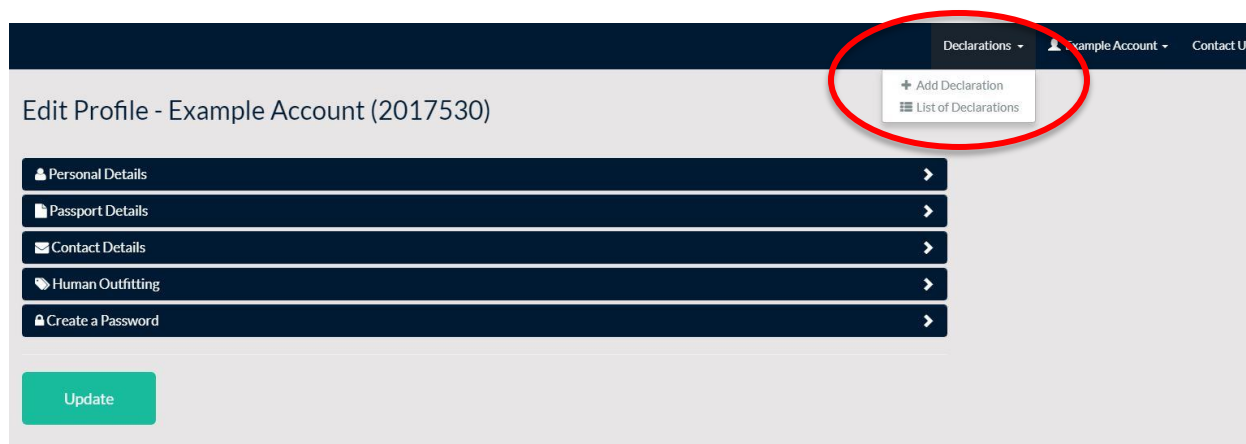 Declarations Example Account Contact U
Add Declaration
List of Declarations
Edit Profile - Example Account (2017530)
Personal Details
Passport Details
Contact Details
Human Outfitting
Create a Password
Update